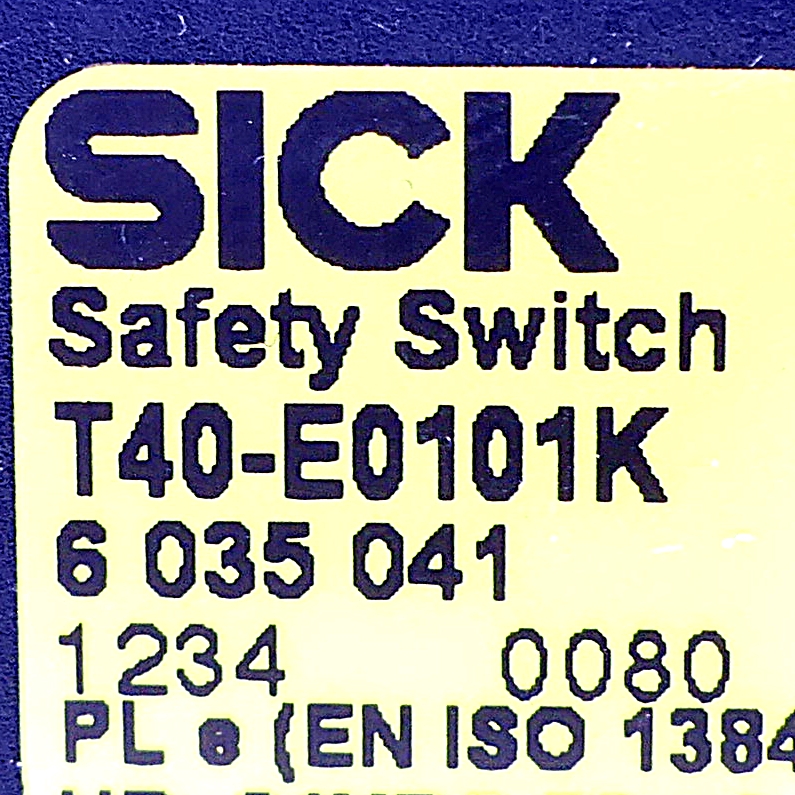 SICK
Safety Switch
T40-E0101K
6 035 041
1234 0080
PL e (EN ISO 1384